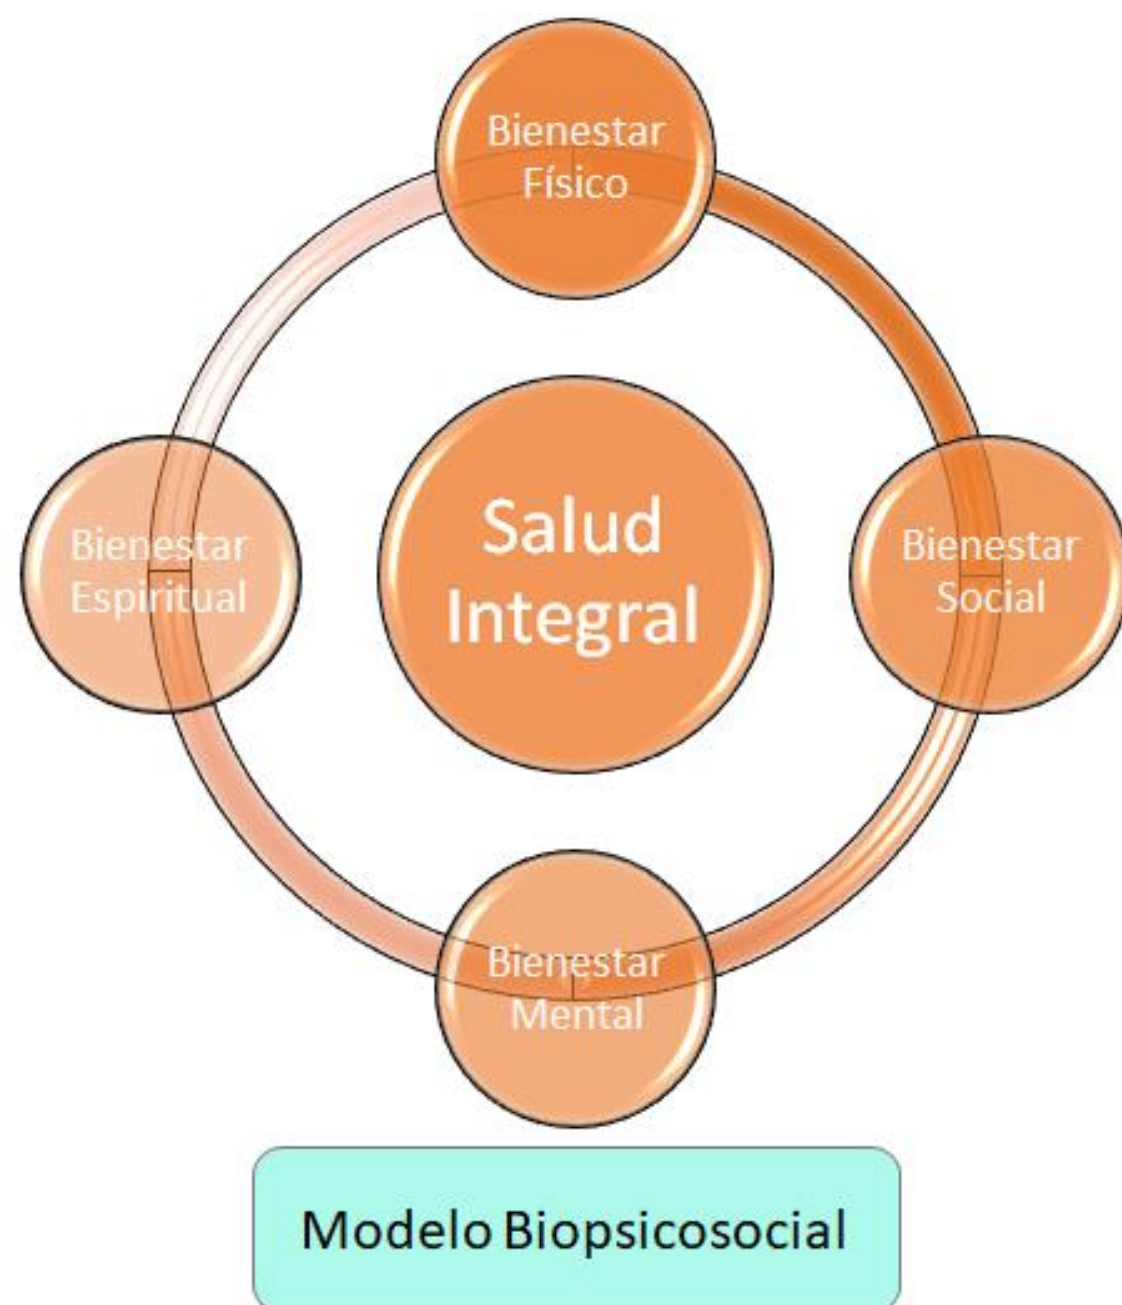 Bienestar
Físico
Bienestar
Espiritual
Salud
Integral
Bienestar
Social
Bienestar
Mental
Modelo Biopsicosocial